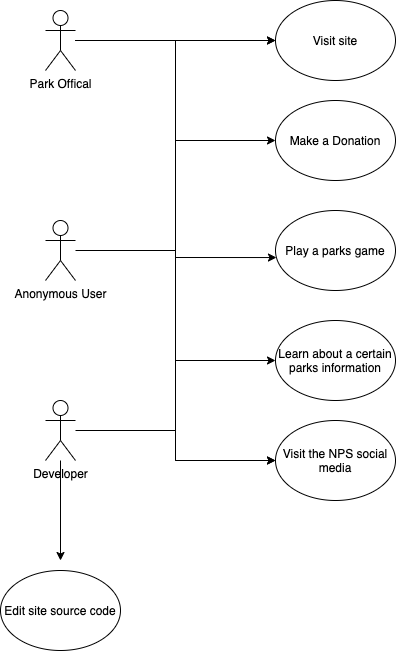 Visit site
Park Offical
Make a Donation
Play a parks game
Anonymous User
Learn about a certain
parks information
Visit the NPS social
media
Developer
Edit site source code